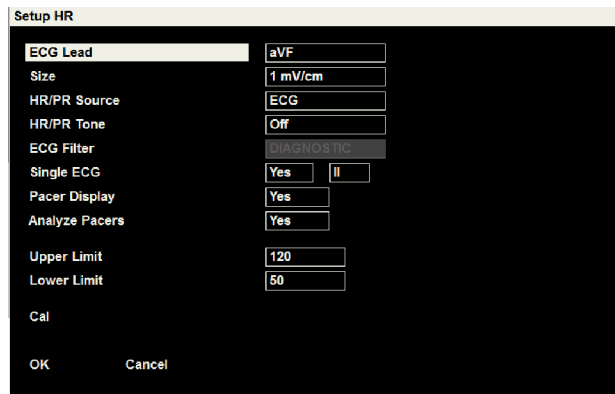 Setup HR
ECG Lead aVF
Size 1 mV/cm
HR/PR Source ECG
HR/PR Tone Off
ECG Filter DIAGNOSTIC
Single ECG Yes II
Pacer Display Yes
Analyze Pacers Yes
Upper Limit 120
Lower Limit 50
Cal
OK Cancel